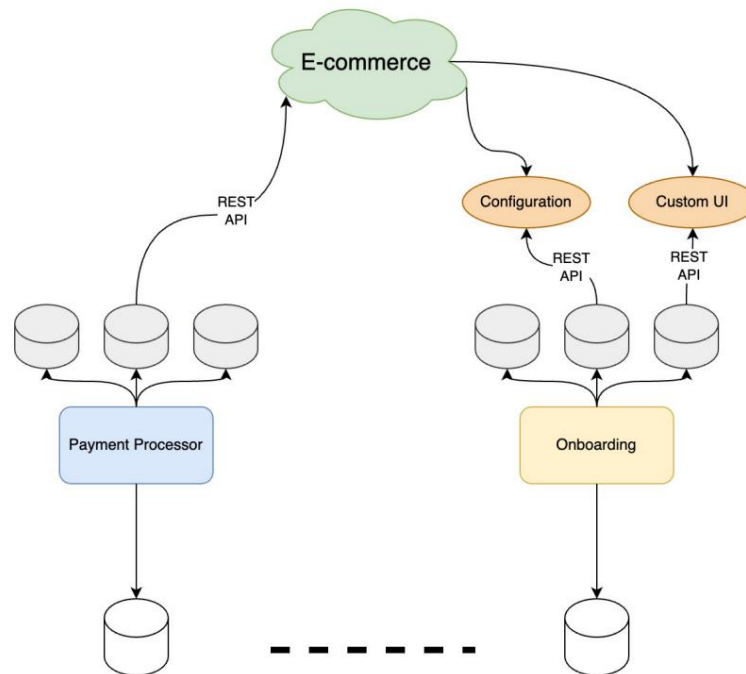 E-commerce
Configuration
Custom UI
REST
API
REST
API
REST
API
Payment Processor
Onboarding